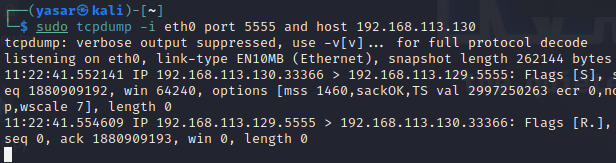 ┌──(yasar㉿kali)-[~]
└─$ sudo tcpdump -i eth0 port 5555 and host 192.168.113.130
tcpdump: verbose output suppressed, use -v[v]... for full protocol decode
listening on eth0, link-type EN10MB (Ethernet), snapshot length 262144 bytes
11:22:41.552141 IP 192.168.113.130.33366 > 192.168.113.129.5555: Flags [S], s
eq 1880909192, win 64240, options [mss 1460,sackOK,TS val 2997250263 ecr 0,no
p,wscale 7], length 0
11:22:41.554609 IP 192.168.113.129.5555 > 192.168.113.130.33366: Flags [R.],
seq 0, ack 1880909193, win 0, length 0